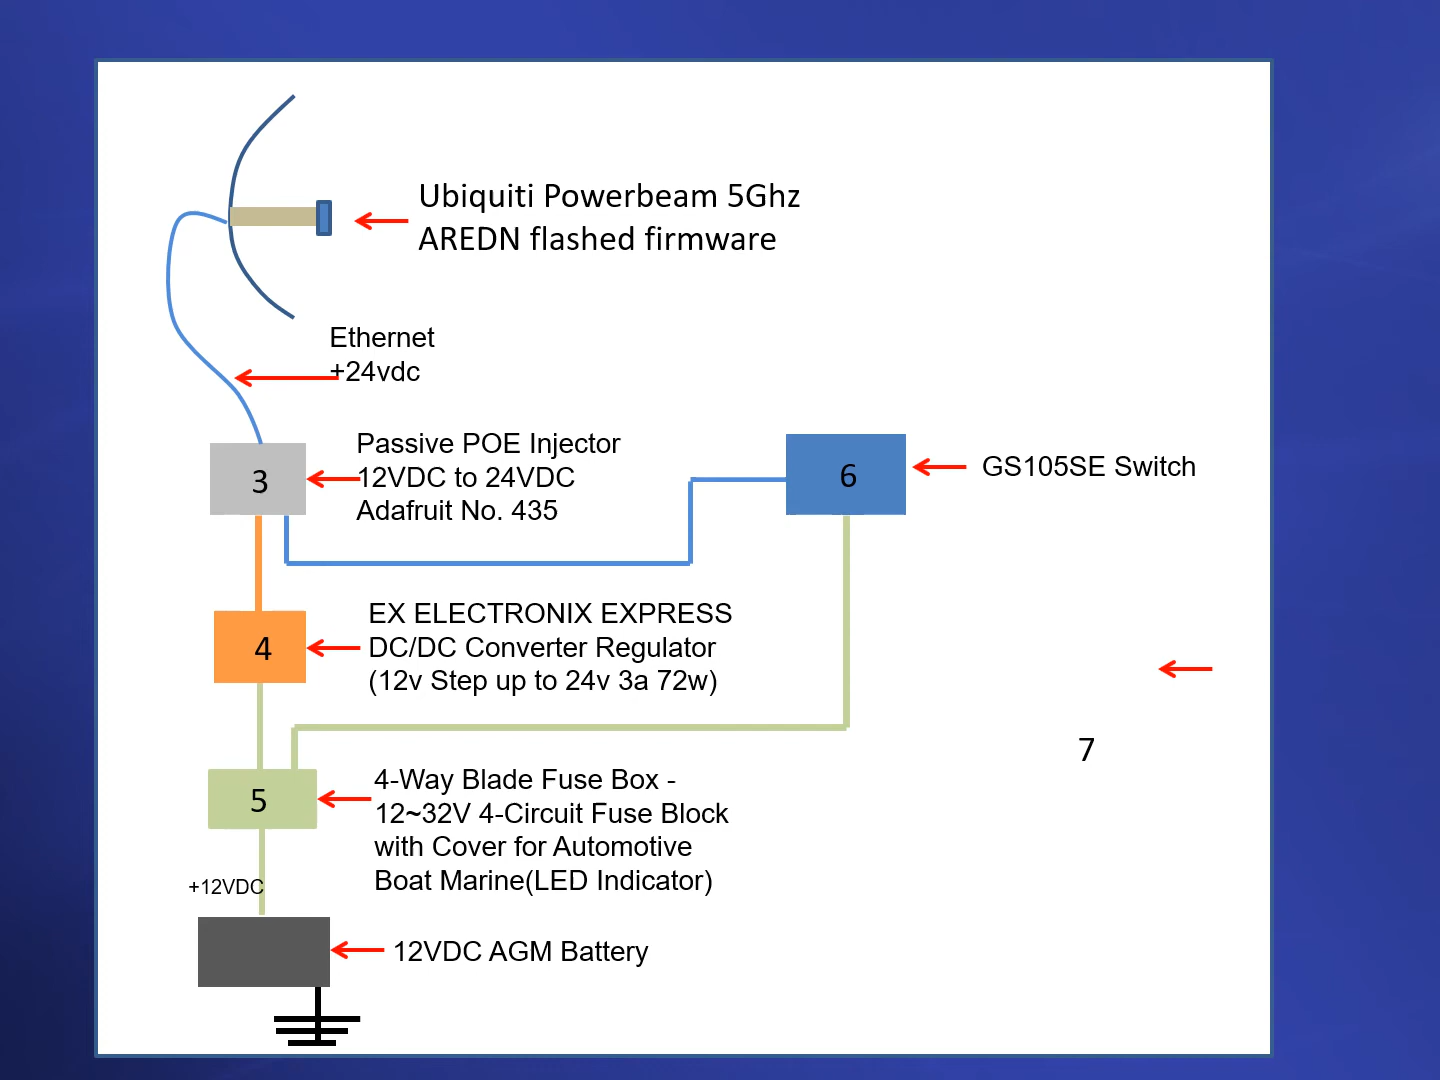 Ubiquiti Powerbeam 5Ghz
AREDN flashed firmware
Ethernet
+24vdc
3
Passive POE Injector
12VDC to 24VDC
Adafruit No. 435
6
GS105SE Switch
4
EX ELECTRONIX EXPRESS
DC/DC Converter Regulator
(12v Step up to 24v 3a 72w)
7
5
4-Way Blade Fuse Box -
12~32V 4-Circuit Fuse Block
with Cover for Automotive
Boat Marine(LED Indicator)
+12VDC
12VDC AGM Battery